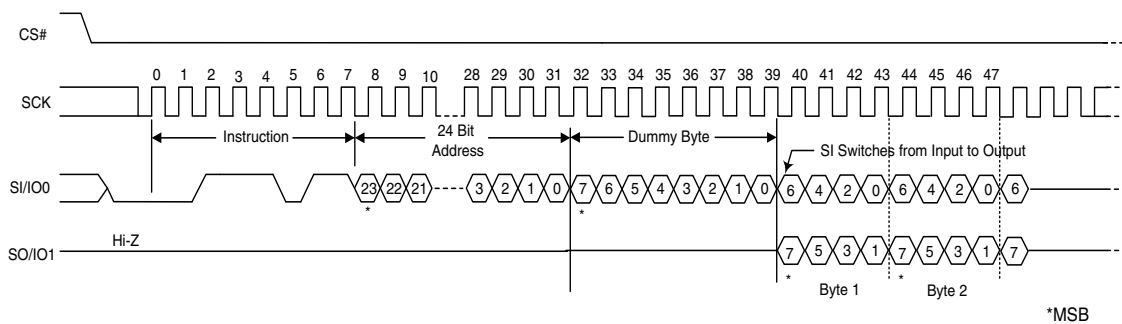 CS#
0 1 2 3 4 5 6 7 8 9 10 28 29 30 31 32 33 34 35 36 37 38 39 40 41 42 43 44 45 46 47
SCK
Instruction 24 Bit Address Dummy Byte
SI Switches from Input to Output
SI/IO0 23 22 21 3 2 1 0 7 6 5 4 3 2 1 0 6 4 2 0 6 4 2 0 6
* *
Hi-Z
SO/IO1 7 5 3 1 7 5 3 1 7
* *
Byte 1 Byte 2
*MSB